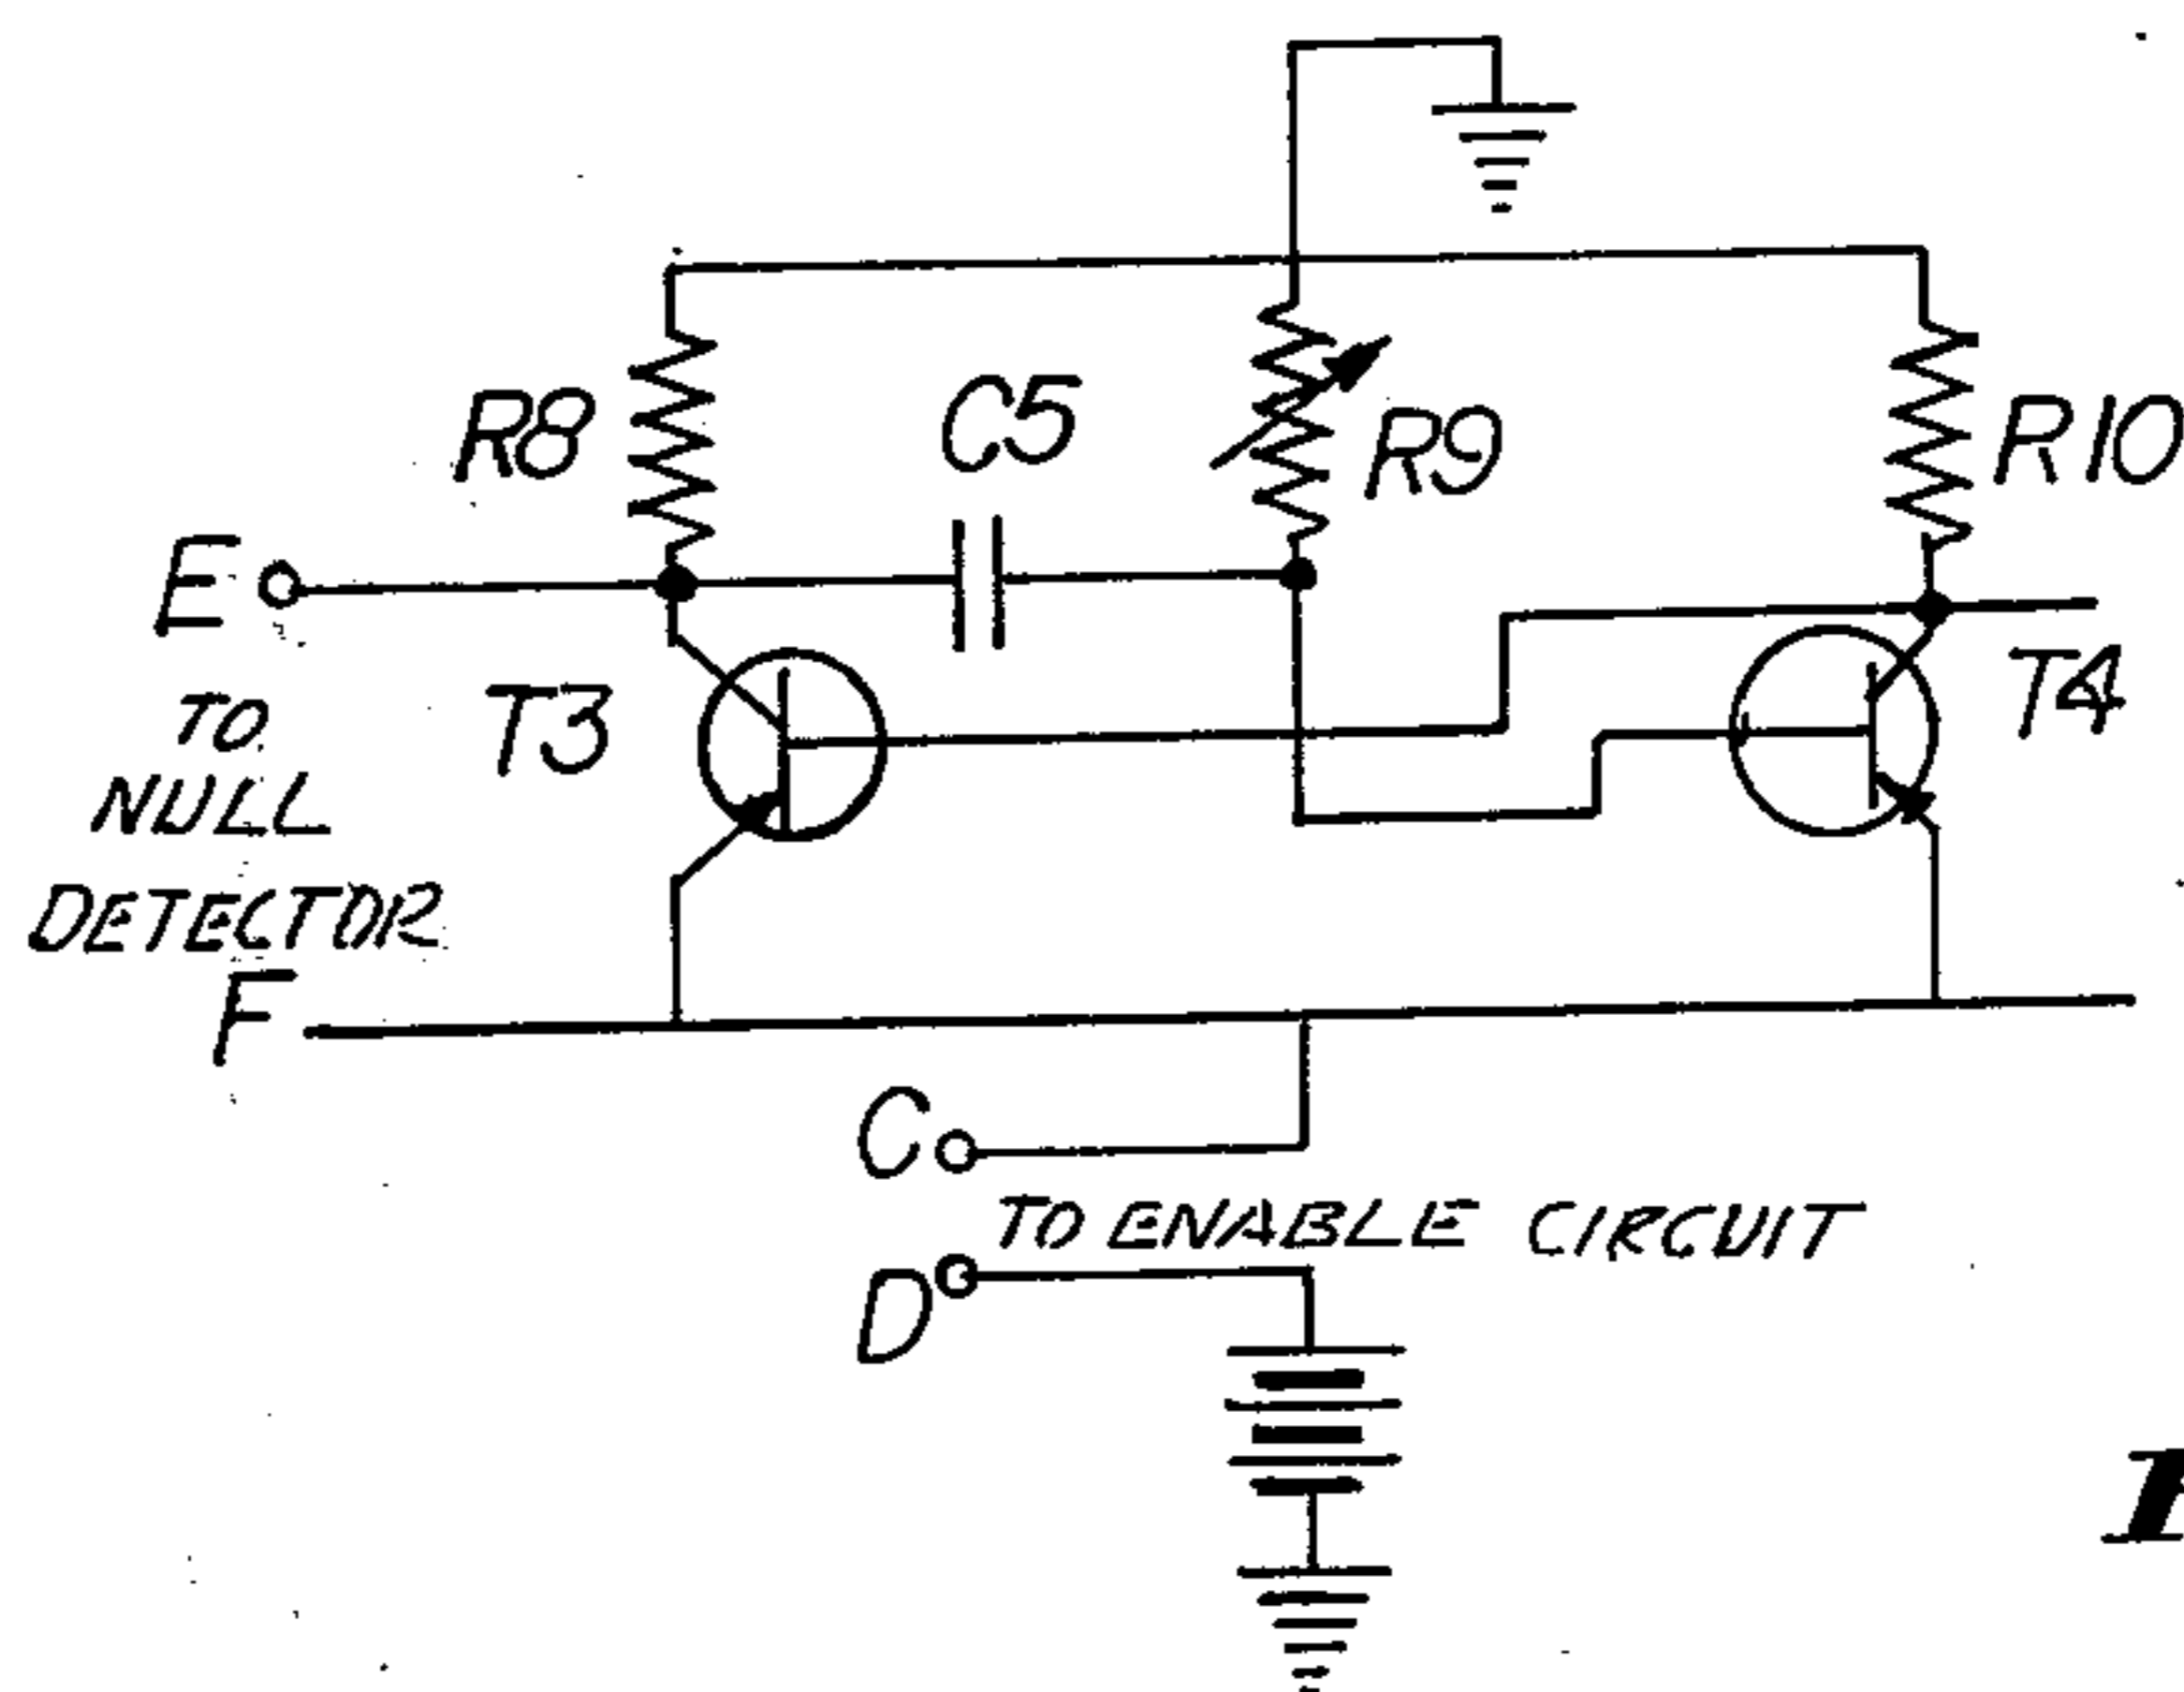 R8
C5
R9
R10
E
TO
NULL
DETECTOR
F
T3
T4
C
TO ENABLE CIRCUIT
D